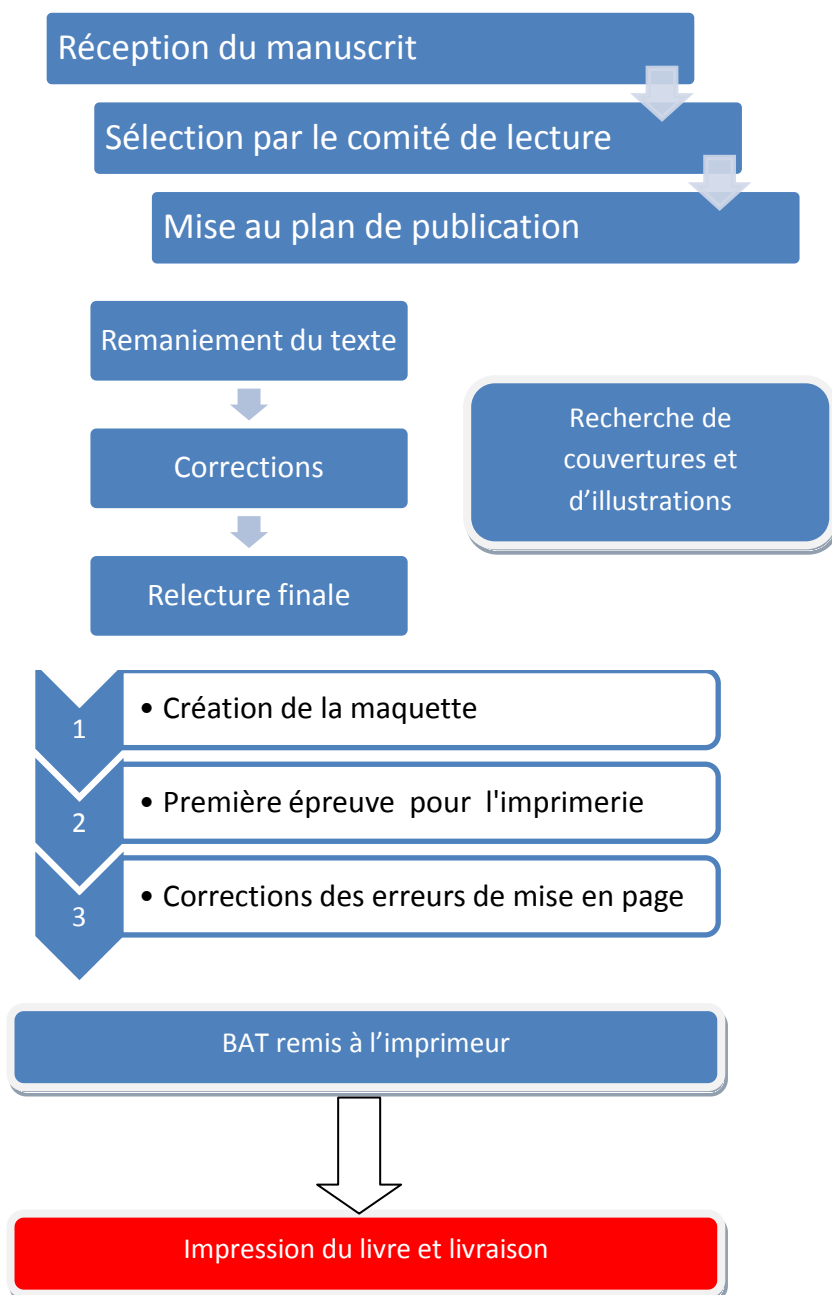 Réception du manuscrit
Sélection par le comité de lecture
Mise au plan de publication
Remaniement du texte
Corrections
Relecture finale
Recherche de
couvertures et
d’illustrations
1
• Création de la maquette
2
• Première épreuve pour l'imprimerie
3
• Corrections des erreurs de mise en page
BAT remis à l’imprimeur
Impression du livre et livraison